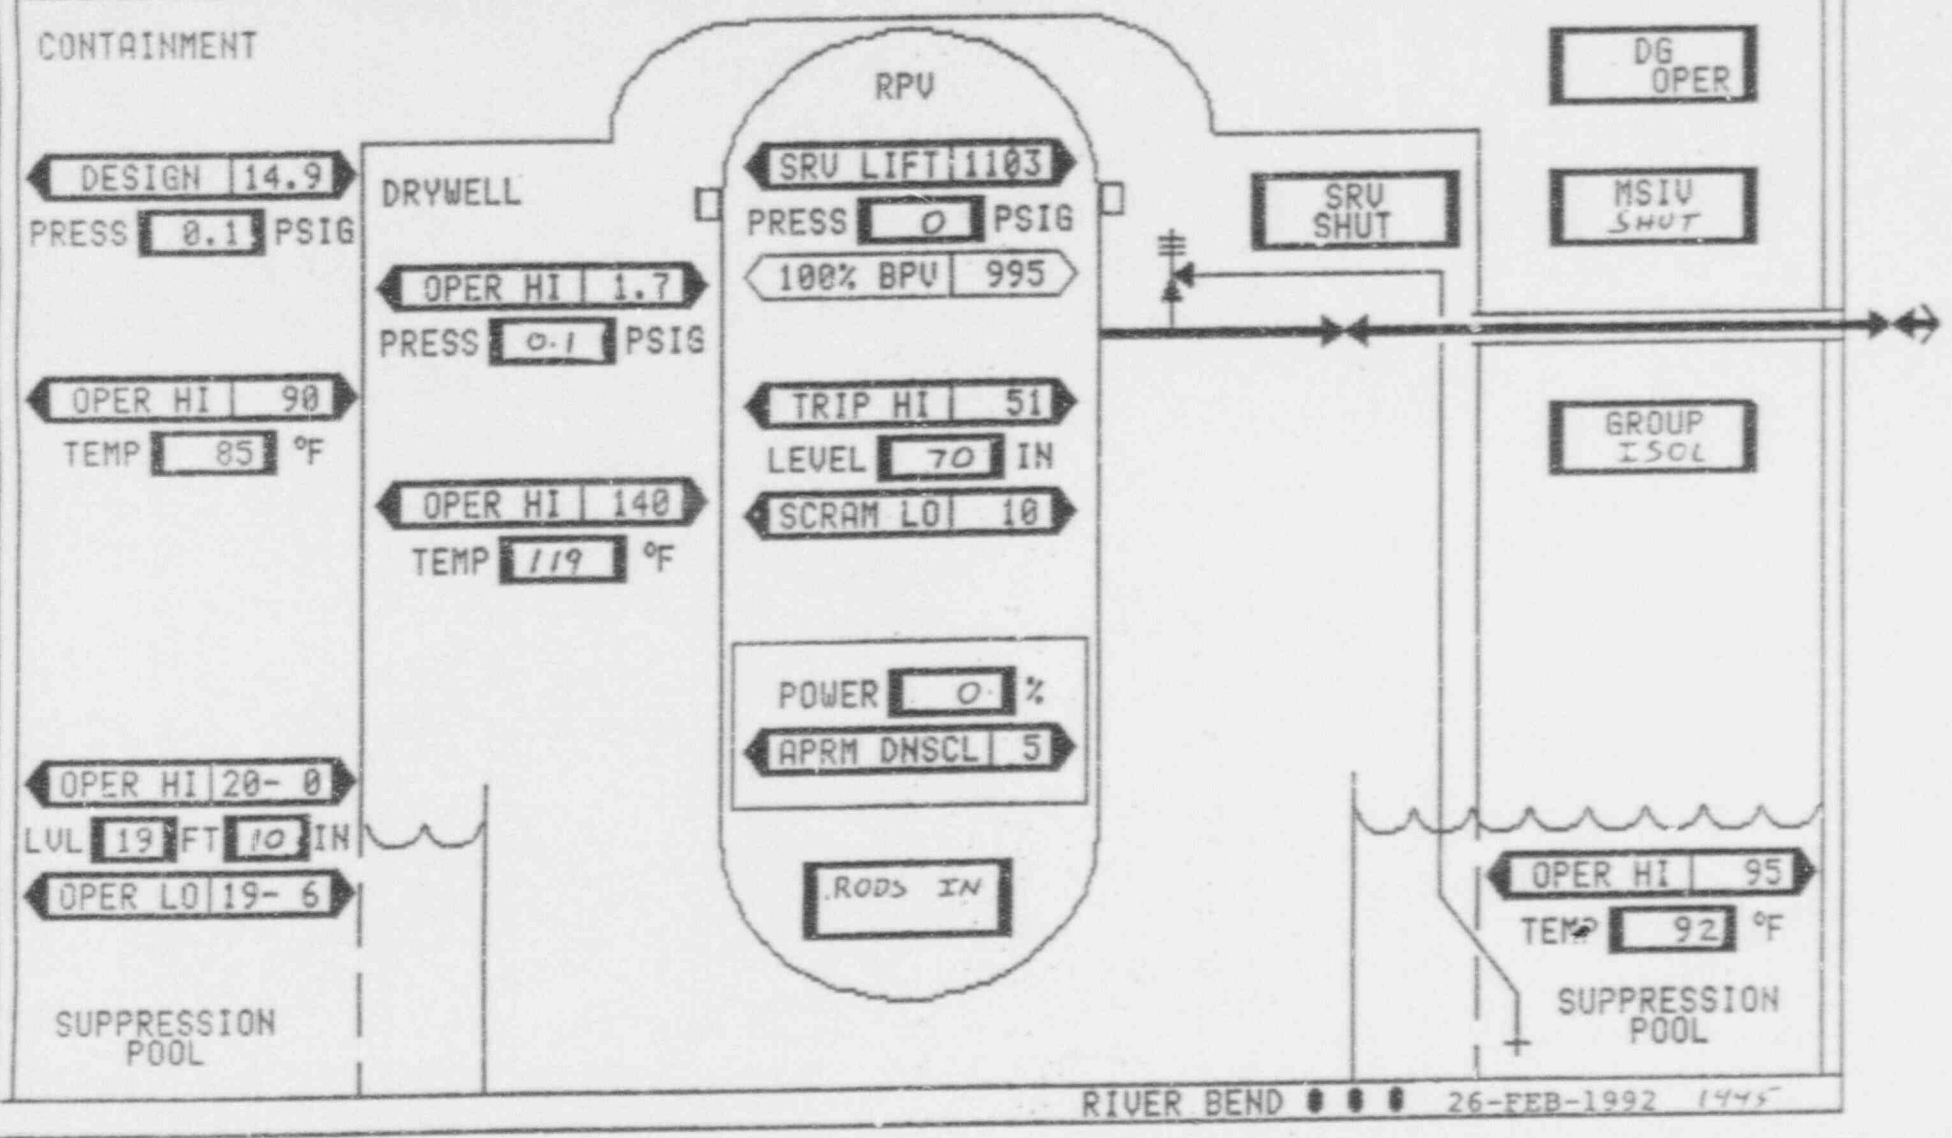 CONTAINMENT
DESIGN 14.9
PRESS 0.1 PSIG
OPER HI 90
TEMP 85 °F
OPER HI 20- 0
LVL 19 FT 10 IN
OPER LO 19- 6
SUPPRESSION
POOL
DRYWELL
OPER HI 1.7
PRESS 0.1 PSIG
OPER HI 140
TEMP 119 °F
RPV
SRV LIFT 1103
PRESS 0 PSIG
100% BPV 995
TRIP HI 51
LEVEL 70 IN
SCRAM LO 10
POWER 0 %
APRM DNSCL 5
RODS IN
SRV
SHUT
DG
OPER
MSIV
SHUT
GROUP
ISOL
OPER HI 95
TEMP 92 °F
SUPPRESSION
POOL
RIVER BEND 26-FEB-1992 1445